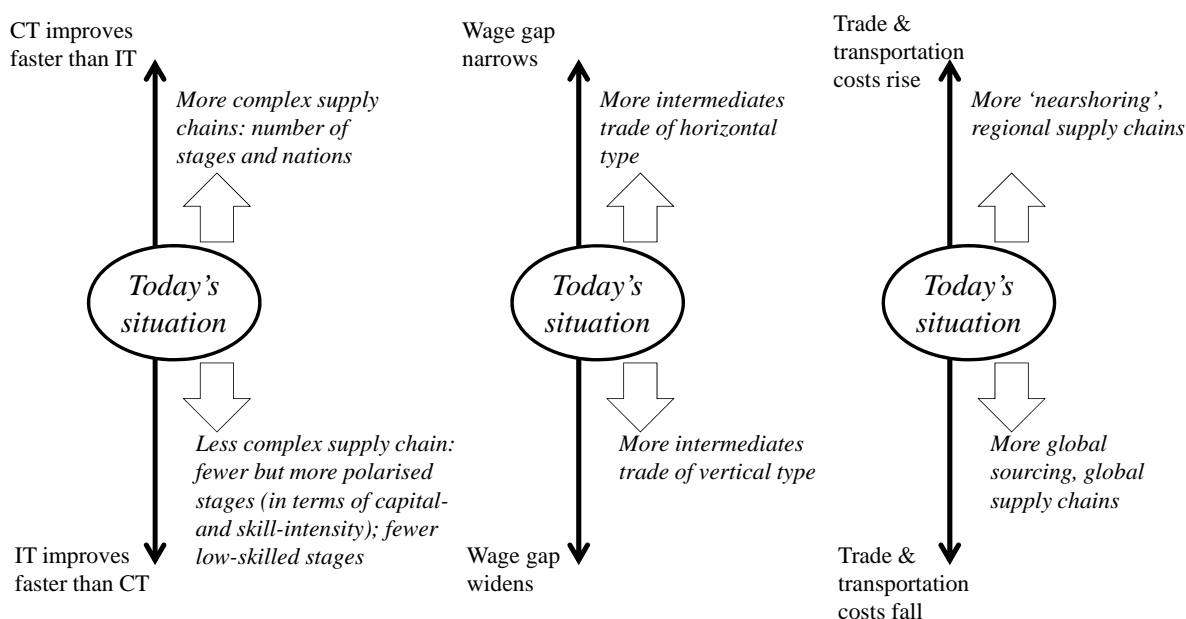 CT improves
faster than IT
More complex supply
chains: number of
stages and nations
Today’s
situation
Less complex supply chain:
fewer but more polarised
stages (in terms of capital-
and skill-intensity); fewer
low-skilled stages
IT improves
faster than CT
Wage gap
narrows
More intermediates
trade of horizontal
type
Today’s
situation
More intermediates
trade of vertical type
Wage gap
widens
Trade &
transportation
costs rise
More ‘nearshoring’,
regional supply chains
Today’s
situation
More global
sourcing, global
supply chains
Trade &
transportation
costs fall